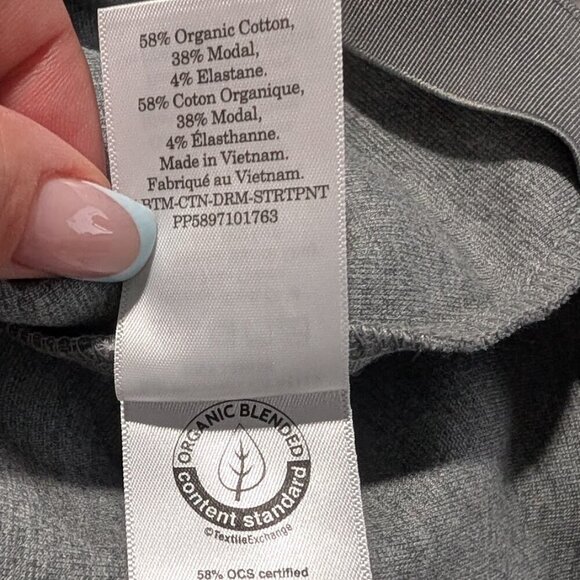 58% Organic Cotton,
38% Modal,
4% Elastane.
58% Coton Organique,
38% Modal,
4% Élasthanne.
Made in Vietnam.
Fabriqué au Vietnam.
BTM-CTN-DRM-STRTPNT
PP5897101763
ORGANIC BLENDED
content standard
©TextileExchange
58% OCS certified